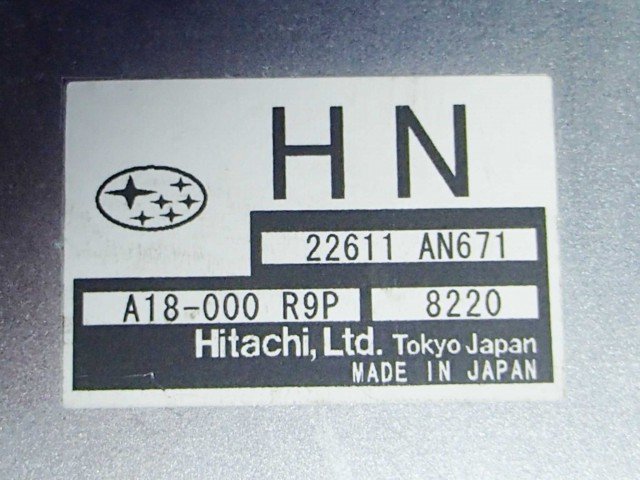 HN
22611 AN671
A18-000 R9P 8220
Hitachi, Ltd. Tokyo Japan
MADE IN JAPAN